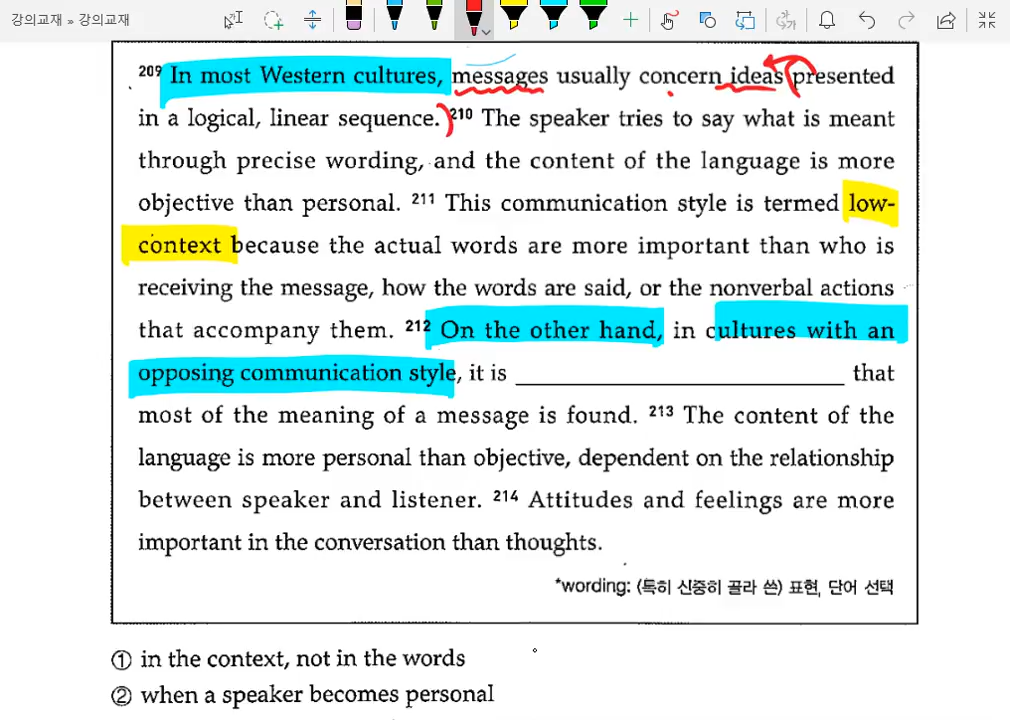 강의교재 » 강의교재
209 In most Western cultures, messages usually concern ideas presented
in a logical, linear sequence. 210 The speaker tries to say what is meant
through precise wording, and the content of the language is more
objective than personal. 211 This communication style is termed low-
context because the actual words are more important than who is
receiving the message, how the words are said, or the nonverbal actions
that accompany them. 212 On the other hand, in cultures with an
opposing communication style, it is ______________________ that
most of the meaning of a message is found. 213 The content of the
language is more personal than objective, dependent on the relationship
between speaker and listener. 214 Attitudes and feelings are more
important in the conversation than thoughts.
*wording: (특히 신중히 골라 쓴) 표현, 단어 선택
① in the context, not in the words
② when a speaker becomes personal